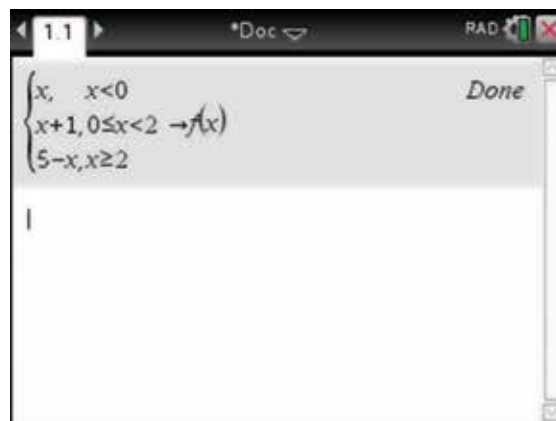 1.1 *Doc RAD
x, x<0 Done
x+1, 0≤x<2 →f(x)
5−x, x≥2